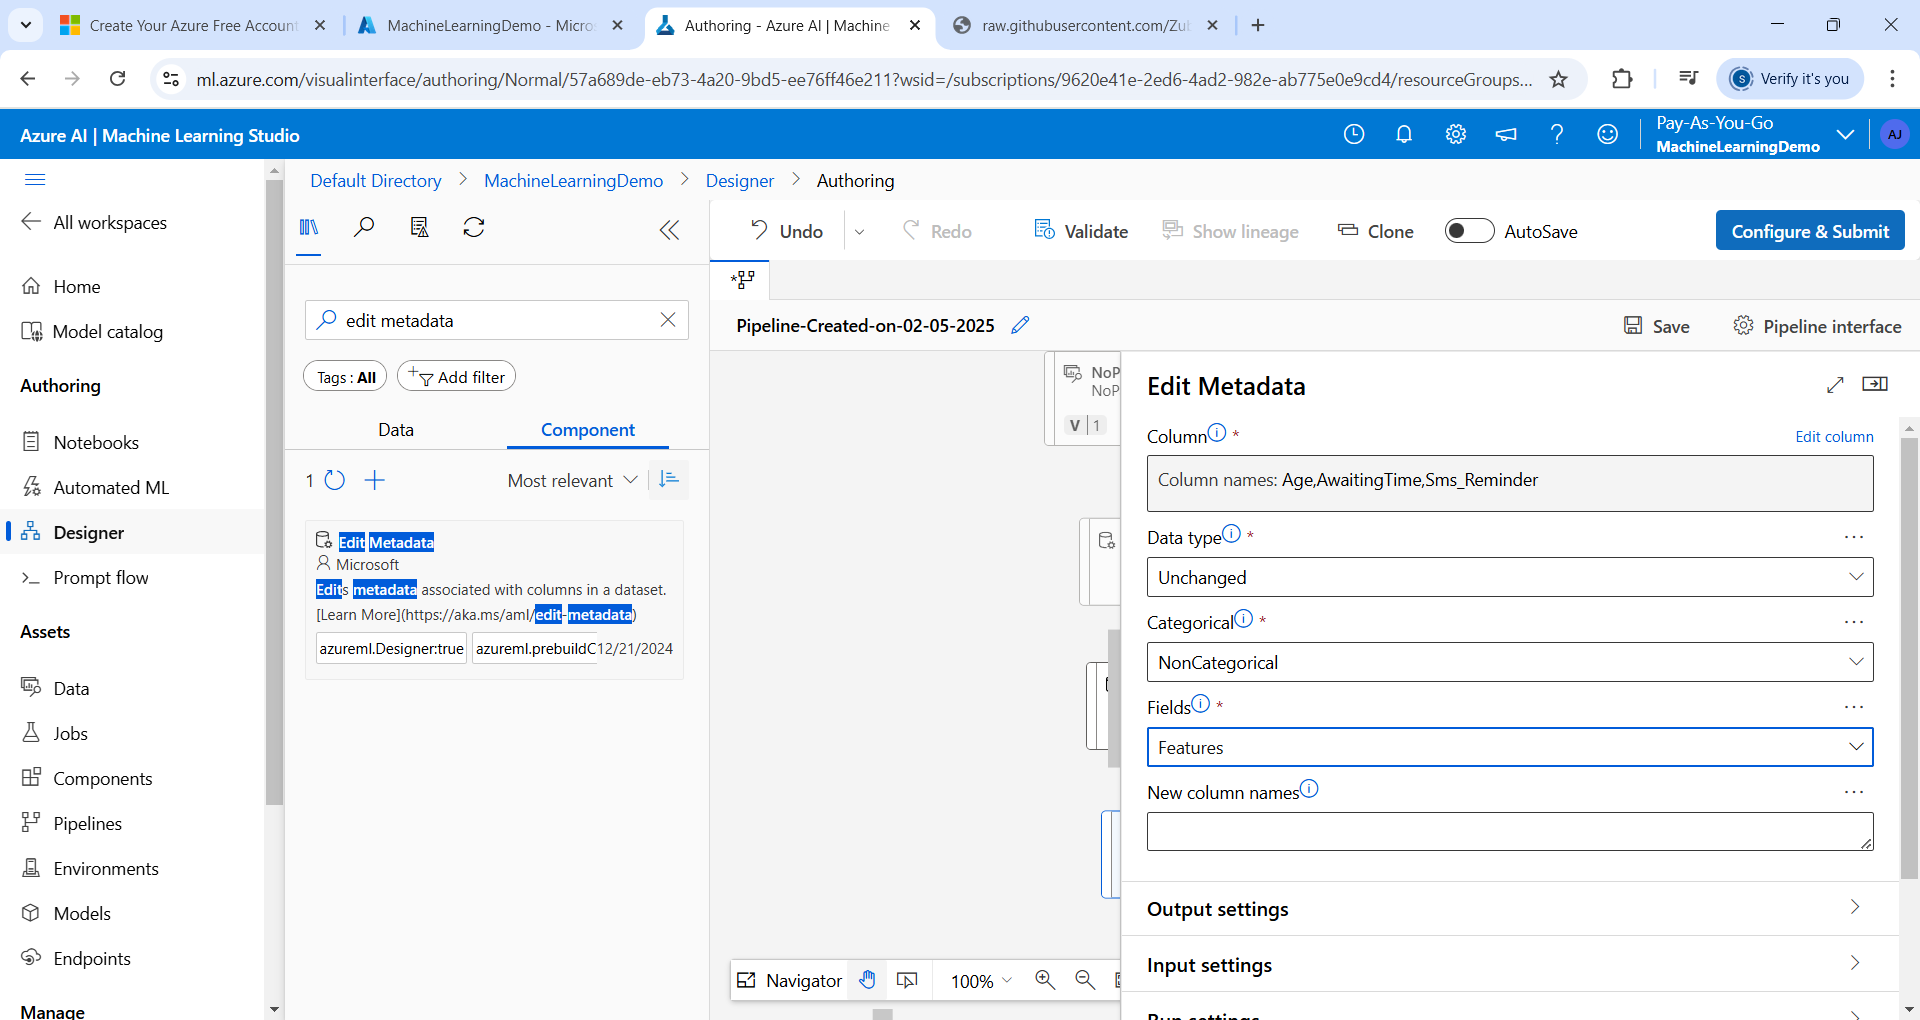 Create Your Azure Free Account
MachineLearningDemo - Micros
Authoring - Azure AI | Machine
raw.githubusercontent.com/Zub
ml.azure.com/visualinterface/authoring/Normal/57a689de-eb73-4a20-9bd5-ee76ff46e211?wsid=/subscriptions/9620e41e-2ed6-4ad2-982e-ab775e0e9cd4/resourceGroups...
Verify it's you
Azure AI | Machine Learning Studio
Pay-As-You-Go
MachineLearningDemo
AJ
All workspaces
Home
Model catalog
Authoring
Notebooks
Automated ML
Designer
Prompt flow
Assets
Data
Jobs
Components
Pipelines
Environments
Models
Endpoints
Manage
Default Directory > MachineLearningDemo > Designer > Authoring
edit metadata
Tags : All
Add filter
Data
Component
1
Most relevant
Edit Metadata
Microsoft
Edits metadata associated with columns in a dataset.
[Learn More](https://aka.ms/aml/edit-metadata)
azureml.Designer:true
azureml.prebuildC
12/21/2024
Undo
Redo
Validate
Show lineage
Clone
AutoSave
Configure & Submit
Pipeline-Created-on-02-05-2025
Save
Pipeline interface
NoP
NoP
V | 1
Navigator
100%
Edit Metadata
Column *
Edit column
Column names: Age,AwaitingTime,Sms_Reminder
Data type *
Unchanged
Categorical *
NonCategorical
Fields *
Features
New column names
Output settings
Input settings
Run settings